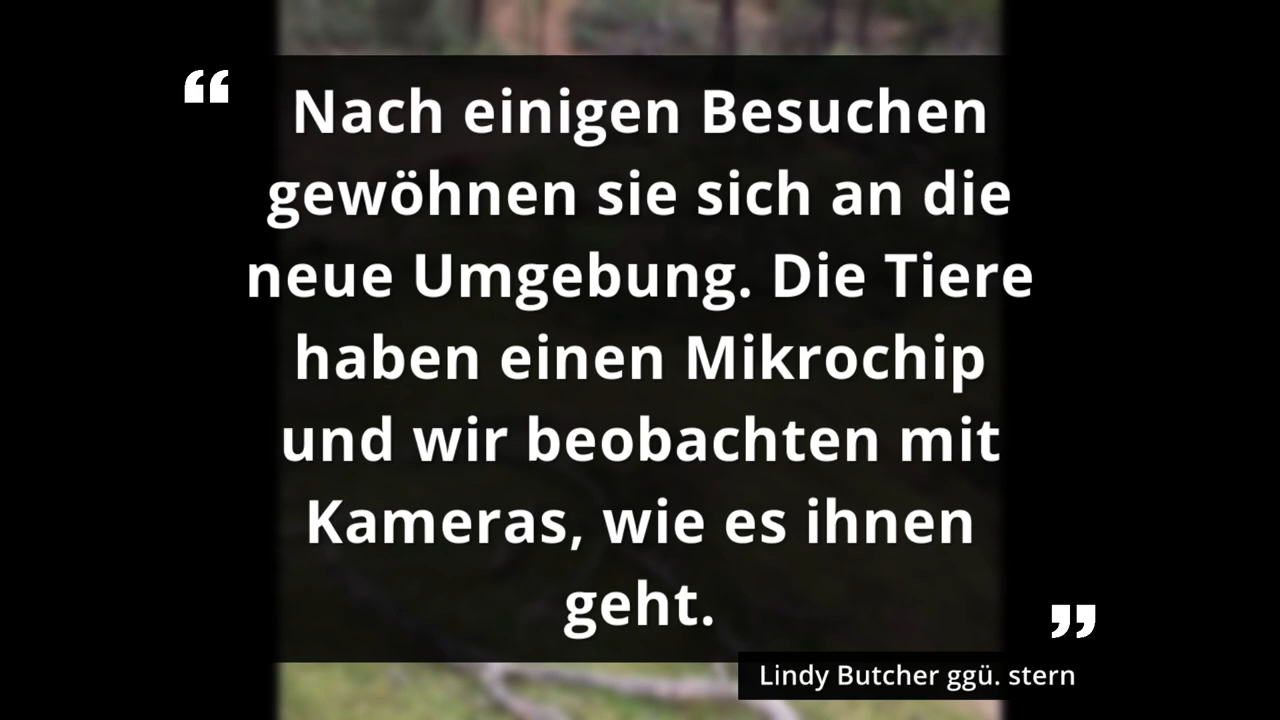 “
Nach einigen Besuchen
gewöhnen sie sich an die
neue Umgebung. Die Tiere
haben einen Mikrochip
und wir beobachten mit
Kameras, wie es ihnen
geht.
”
Lindy Butcher ggü. stern